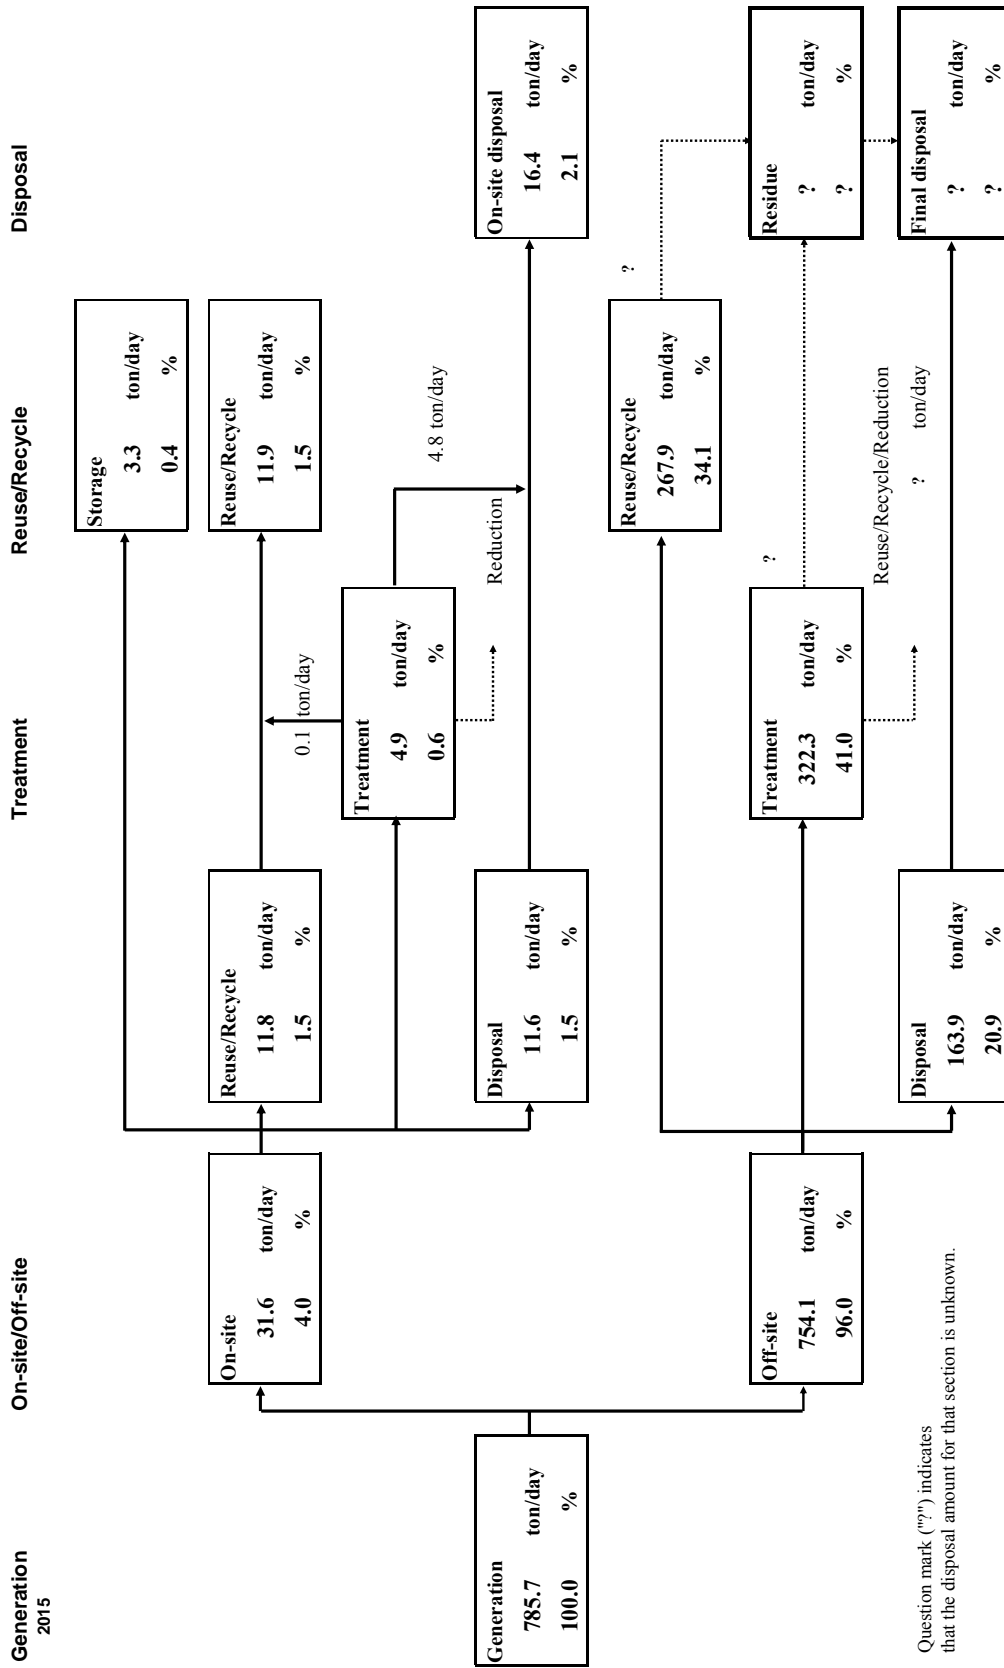 Generation On-site/Off-site Treatment Reuse/Recycle Disposal
2015
Storage
3.3 ton/day
0.4 %
On-site
31.6 ton/day
4.0 %
Reuse/Recycle
11.8 ton/day
1.5 %
Reuse/Recycle
11.9 ton/day
1.5 %
0.1 ton/day
Treatment
4.9 ton/day
0.6 %
4.8 ton/day
Reduction
Generation
785.7 ton/day
100.0 %
Disposal
11.6 ton/day
1.5 %
On-site disposal
16.4 ton/day
2.1 %
Reuse/Recycle
267.9 ton/day
34.1 %
?
Off-site
754.1 ton/day
96.0 %
Treatment
322.3 ton/day
41.0 %
?
Residue
? ton/day
? %
Reuse/Recycle/Reduction
? ton/day
Disposal
163.9 ton/day
20.9 %
Final disposal
? ton/day
? %
Question mark ("?") indicates
that the disposal amount for that section is unknown.